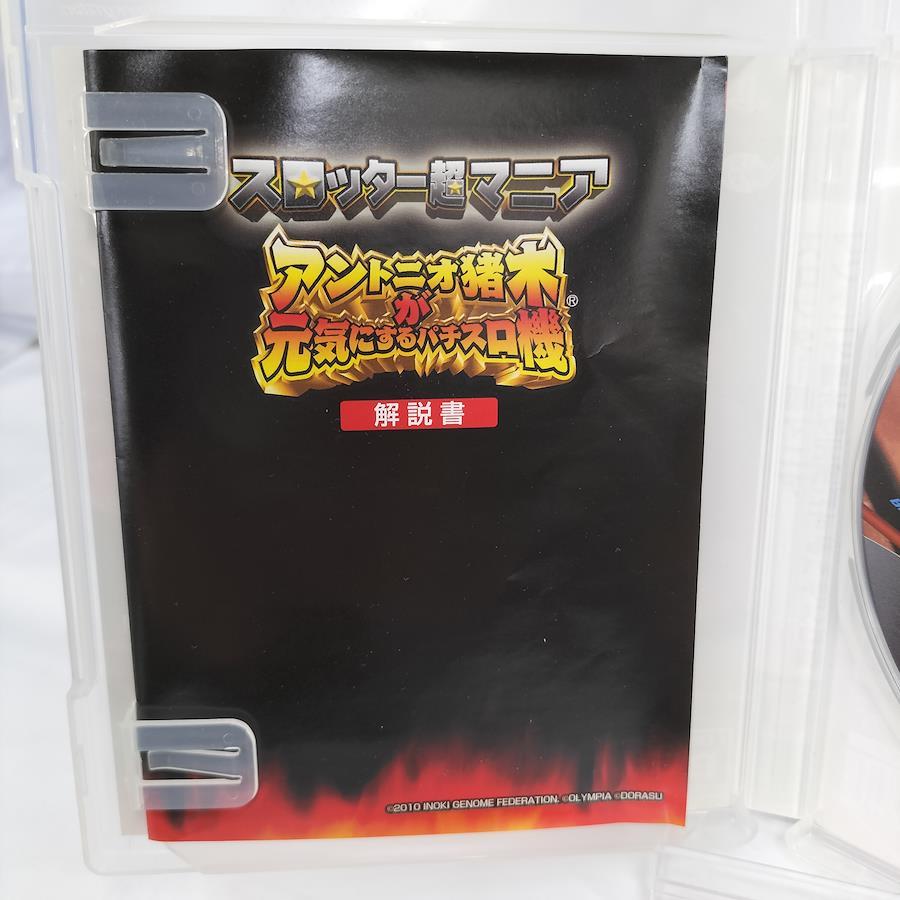 スロッター超マニア
アントニオ猪木
が
元気にするパチスロ機®
解説書
©2010 INOKI GENOME FEDERATION. ©OLYMPIA ©DORASU